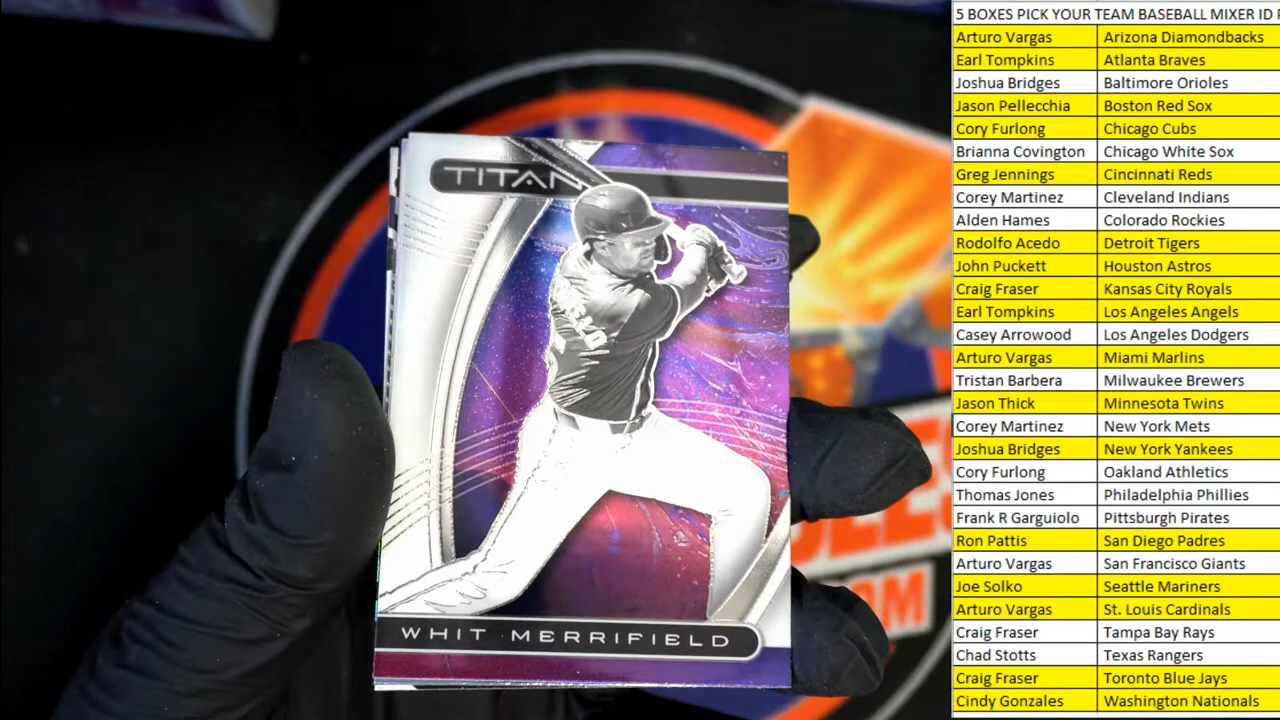 TITAN
WHIT MERRIFIELD
5 BOXES PICK YOUR TEAM BASEBALL MIXER ID
Arturo Vargas Arizona Diamondbacks
Earl Tompkins Atlanta Braves
Joshua Bridges Baltimore Orioles
Jason Pellecchia Boston Red Sox
Cory Furlong Chicago Cubs
Brianna Covington Chicago White Sox
Greg Jennings Cincinnati Reds
Corey Martinez Cleveland Indians
Alden Hames Colorado Rockies
Rodolfo Acedo Detroit Tigers
John Puckett Houston Astros
Craig Fraser Kansas City Royals
Earl Tompkins Los Angeles Angels
Casey Arrowood Los Angeles Dodgers
Arturo Vargas Miami Marlins
Tristan Barbera Milwaukee Brewers
Jason Thick Minnesota Twins
Corey Martinez New York Mets
Joshua Bridges New York Yankees
Cory Furlong Oakland Athletics
Thomas Jones Philadelphia Phillies
Frank R Garguiolo Pittsburgh Pirates
Ron Pattis San Diego Padres
Arturo Vargas San Francisco Giants
Joe Solko Seattle Mariners
Arturo Vargas St. Louis Cardinals
Craig Fraser Tampa Bay Rays
Chad Stotts Texas Rangers
Craig Fraser Toronto Blue Jays
Cindy Gonzales Washington Nationals